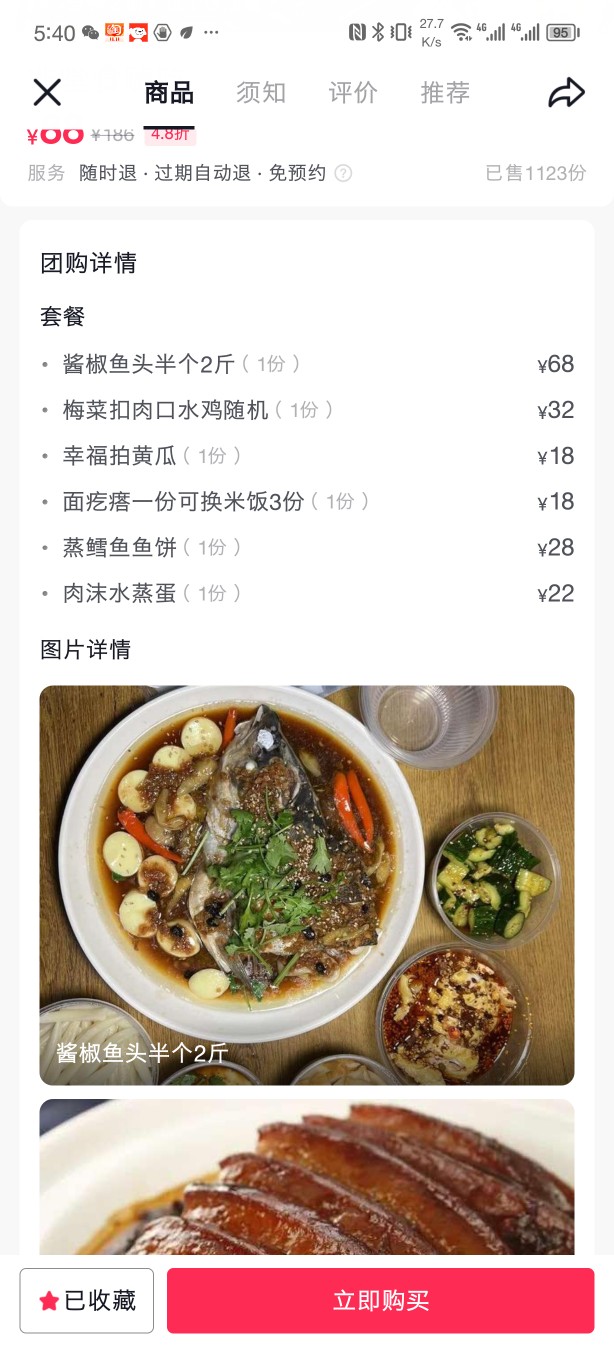 5:40 27.7 K/s 4G 4G 95
商品 须知 评价 推荐
¥88 ¥186 4.8折
服务 随时退 · 过期自动退 · 免预约 ? 已售1123份
团购详情
套餐
· 酱椒鱼头半个2斤（1份） ¥68
· 梅菜扣肉口水鸡随机（1份） ¥32
· 幸福拍黄瓜（1份） ¥18
· 面疙瘩一份可换米饭3份（1份） ¥18
· 蒸鳕鱼鱼饼（1份） ¥28
· 肉沫水蒸蛋（1份） ¥22
图片详情
酱椒鱼头半个2斤
已收藏 立即购买